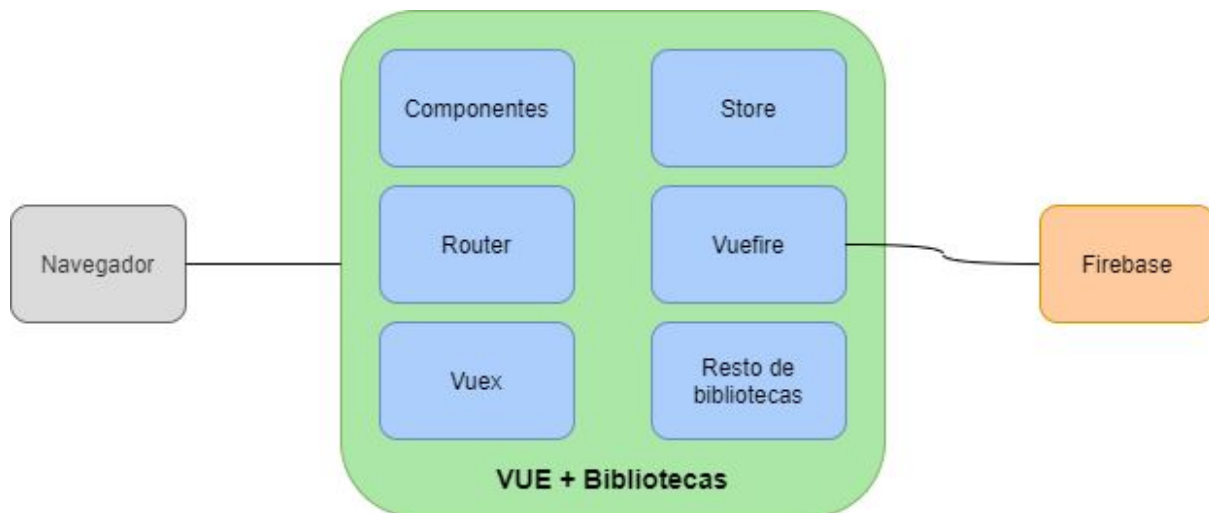 Componentes
Store
Navegador
Router
Vuefire
Firebase
Vuex
Resto de
bibliotecas
VUE + Bibliotecas